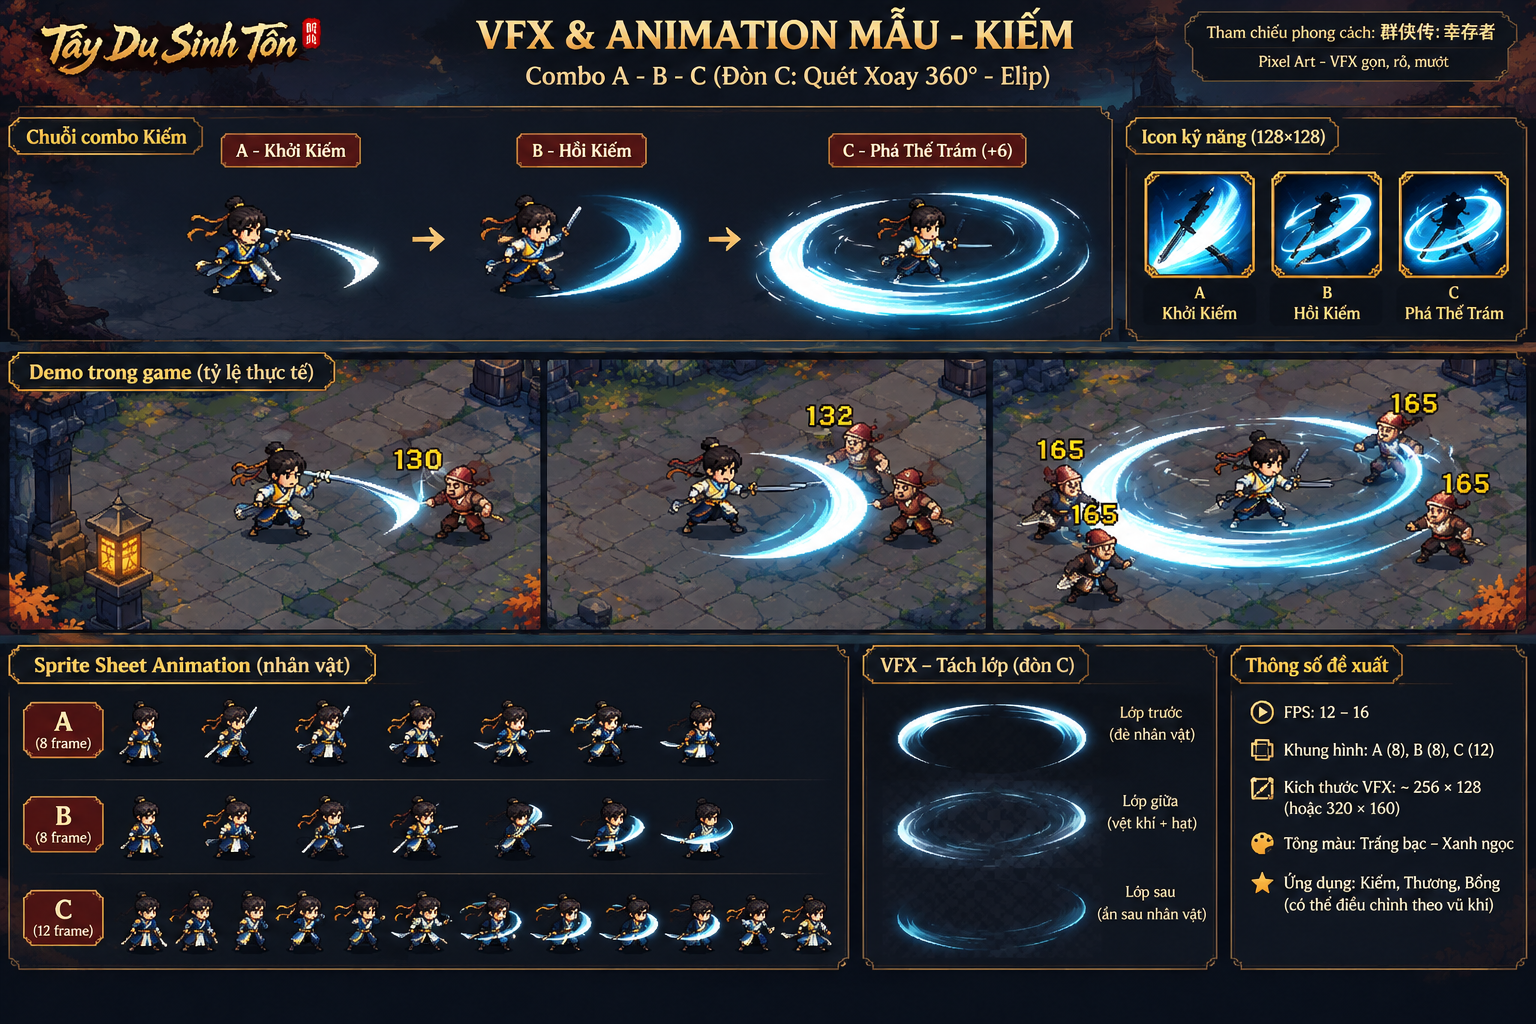 Tây Du Sinh Tồn
VFX & ANIMATION MẪU - KIẾM
Combo A - B - C (Đòn C: Quét Xoay 360° - Elip)
Tham chiếu phong cách: 群侠传: 幸存者
Pixel Art - VFX gọn, rõ, mướt
Chuỗi combo Kiếm
A - Khởi Kiếm
B - Hồi Kiếm
C - Phá Thế Trám (+6)
Icon kỹ năng (128×128)
A
Khởi Kiếm
B
Hồi Kiếm
C
Phá Thế Trám
Demo trong game (tỷ lệ thực tế)
130
132
165
165
165
165
Sprite Sheet Animation (nhân vật)
A
(8 frame)
B
(8 frame)
C
(12 frame)
VFX – Tách lớp (đòn C)
Lớp trước
(đè nhân vật)
Lớp giữa
(vệt khí + hạt)
Lớp sau
(ẩn sau nhân vật)
Thông số đề xuất
FPS: 12 – 16
Khung hình: A (8), B (8), C (12)
Kích thước VFX: ~ 256 × 128
(hoặc 320 × 160)
Tông màu: Trắng bạc – Xanh ngọc
Ứng dụng: Kiếm, Thương, Bổng
(có thể điều chỉnh theo vũ khí)